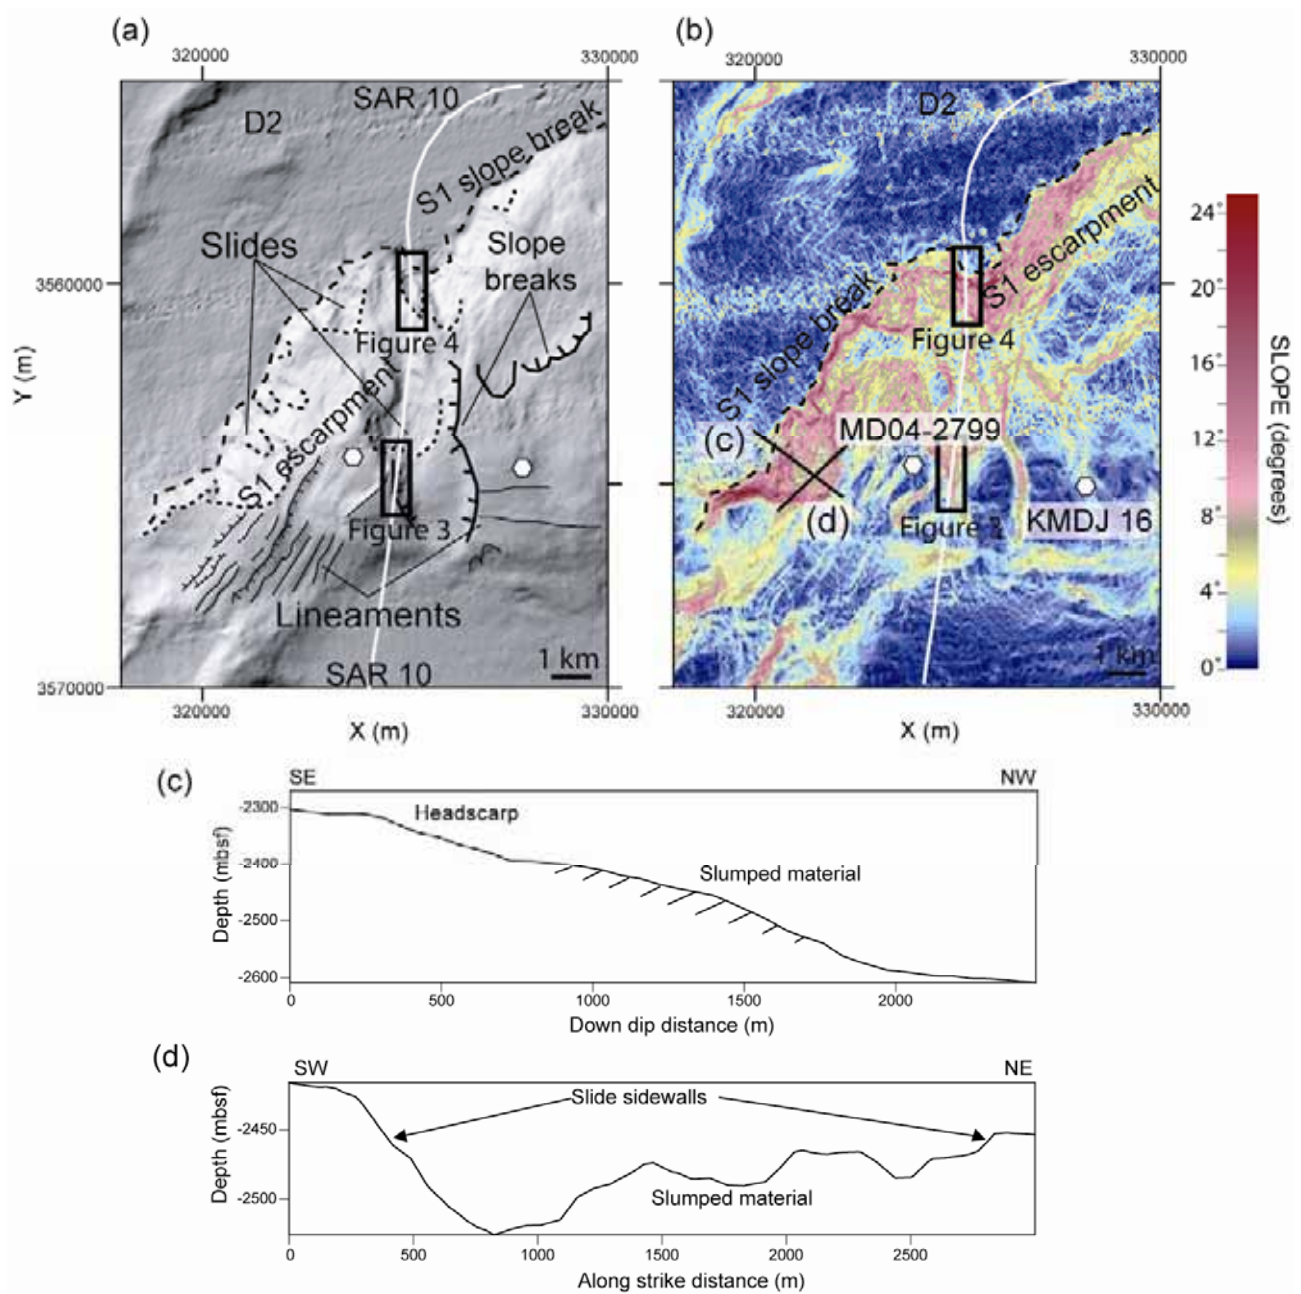 (a)
320000
330000
SAR 10
D2
S1 slope break
Slides
Slope
breaks
3560000
Figure 4
Y (m)
S1 escarpment
Figure 3
Lineaments
SAR 10
1 km
3570000
320000
330000
X (m)
(b)
320000
330000
D2
S1 escarpment
S1 slope break
Figure 4
(c)
MD04-2799
(d)
Figure 3
KMDJ 16
1 km
320000
330000
X (m)
24°
20°
16°
12°
8°
4°
0°
SLOPE (degrees)
(c)
SE
NW
Headscarp
Slumped material
-2300
-2400
-2500
-2600
Depth (mbsf)
0
500
1000
1500
2000
Down dip distance (m)
(d)
SW
NE
Slide sidewalls
Slumped material
-2450
-2500
Depth (mbsf)
0
500
1000
1500
2000
2500
Along strike distance (m)